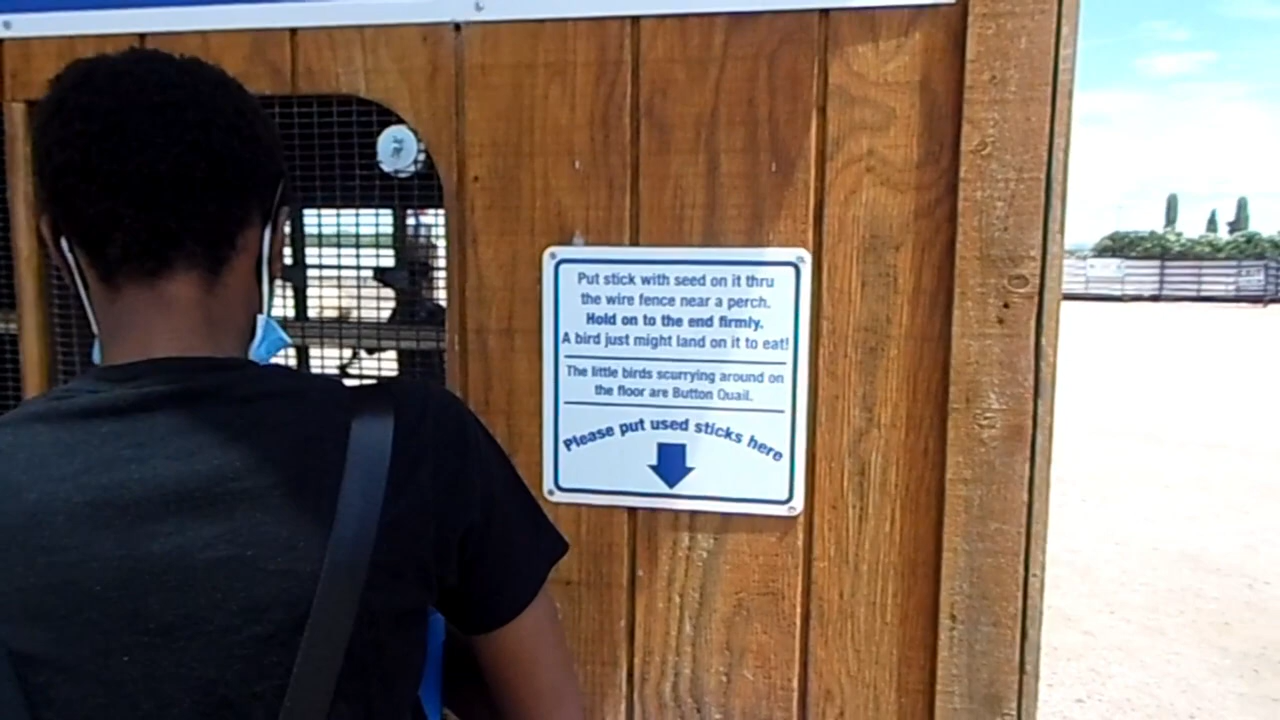 Put stick with seed on it thru
the wire fence near a perch.
Hold on to the end firmly.
A bird just might land on it to eat!
The little birds scurrying around on
the floor are Button Quail.
Please put used sticks here